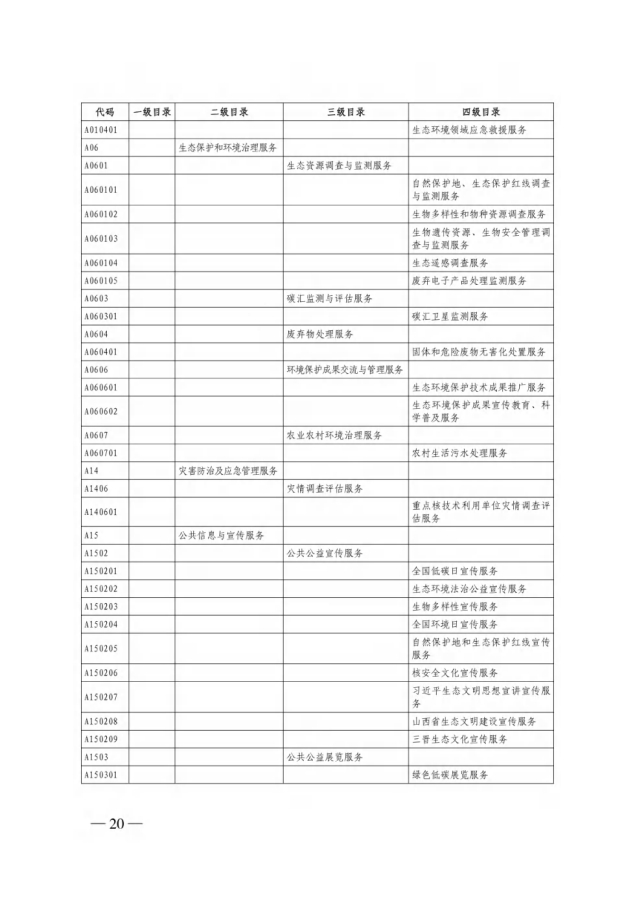 代码 一级目录 二级目录 三级目录 四级目录
A010401 生态环境领域应急救援服务
A06 生态保护和环境治理服务
A0601 生态资源调查与监测服务
A060101 自然保护地、生态保护红线调查
与监测服务
A060102 生物多样性和物种资源调查服务
A060103 生物遗传资源、生物安全管理调
查与监测服务
A060104 生态遥感调查服务
A060105 废弃电子产品处理监测服务
A0603 碳汇监测与评估服务
A060301 碳汇卫星监测服务
A0604 废弃物处理服务
A060401 固体和危险废物无害化处置服务
A0606 环境保护成果交流与管理服务
A060601 生态环境保护技术成果推广服务
A060602 生态环境保护成果宣传教育、科
学普及服务
A0607 农业农村环境治理服务
A060701 农村生活污水处理服务
A14 灾害防治及应急管理服务
A1406 灾情调查评估服务
A140601 重点核技术利用单位灾情调查评
估服务
A15 公共信息与宣传服务
A1502 公共公益宣传服务
A150201 全国低碳日宣传服务
A150202 生态环境法治公益宣传服务
A150203 生物多样性宣传服务
A150204 全国环境日宣传服务
A150205 自然保护地和生态保护红线宣传
服务
A150206 核安全文化宣传服务
A150207 习近平生态文明思想宣讲宣传服
务
A150208 山西省生态文明建设宣传服务
A150209 三晋生态文化宣传服务
A1503 公共公益展览服务
A150301 绿色低碳展览服务
— 20 —